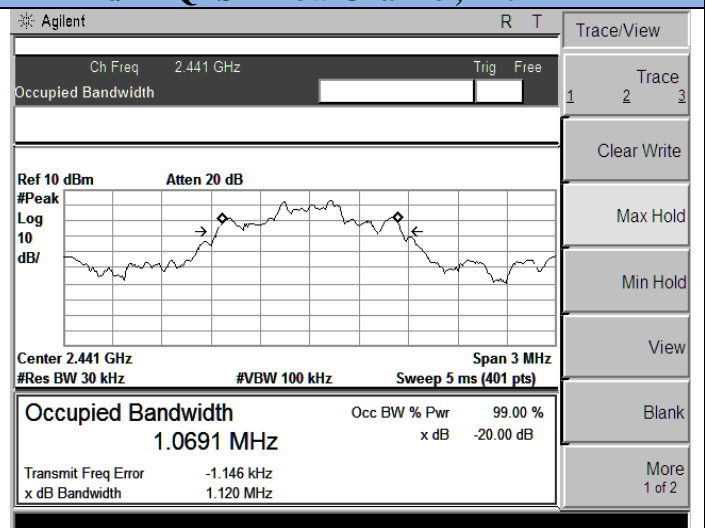 Agilent R T
Trace/View
Ch Freq 2.441 GHz Trig Free
Occupied Bandwidth
Trace
1 2 3
Clear Write
Max Hold
Min Hold
View
Blank
More
1 of 2
Ref 10 dBm Atten 20 dB
#Peak
Log
10
dB/
Center 2.441 GHz Span 3 MHz
#Res BW 30 kHz #VBW 100 kHz Sweep 5 ms (401 pts)
Occupied Bandwidth Occ BW % Pwr 99.00 %
1.0691 MHz x dB -20.00 dB
Transmit Freq Error -1.146 kHz
x dB Bandwidth 1.120 MHz